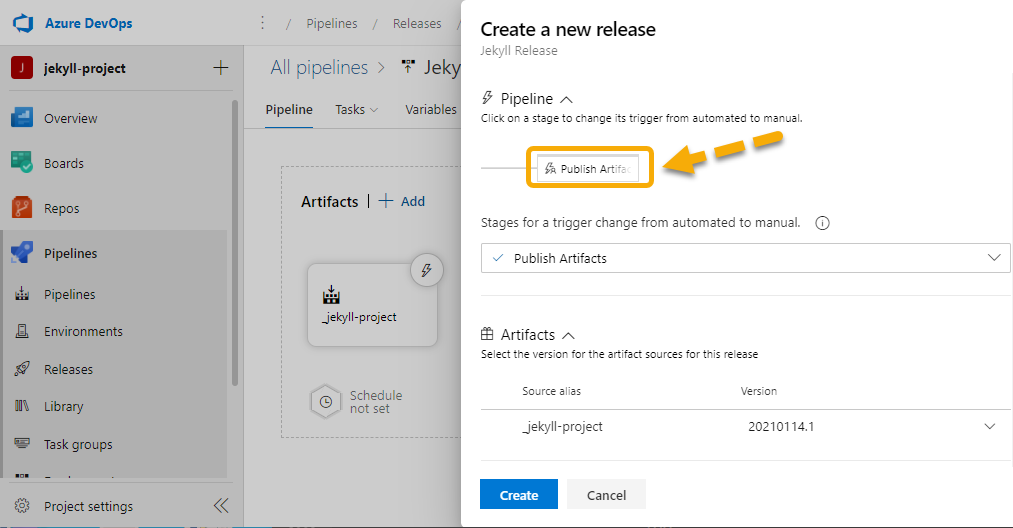 Azure DevOps
/ Pipelines / Releases /
jekyll-project
All pipelines > Jeky
Pipeline Tasks Variables
Overview
Boards
Repos
Pipelines
Pipelines
Environments
Releases
Library
Task groups
Project settings
Artifacts | + Add
_jekyll-project
Schedule
not set
Create a new release
Jekyll Release
Pipeline
Click on a stage to change its trigger from automated to manual.
Publish Artifac
Stages for a trigger change from automated to manual.
Publish Artifacts
Artifacts
Select the version for the artifact sources for this release
Source alias Version
_jekyll-project 20210114.1
Create Cancel